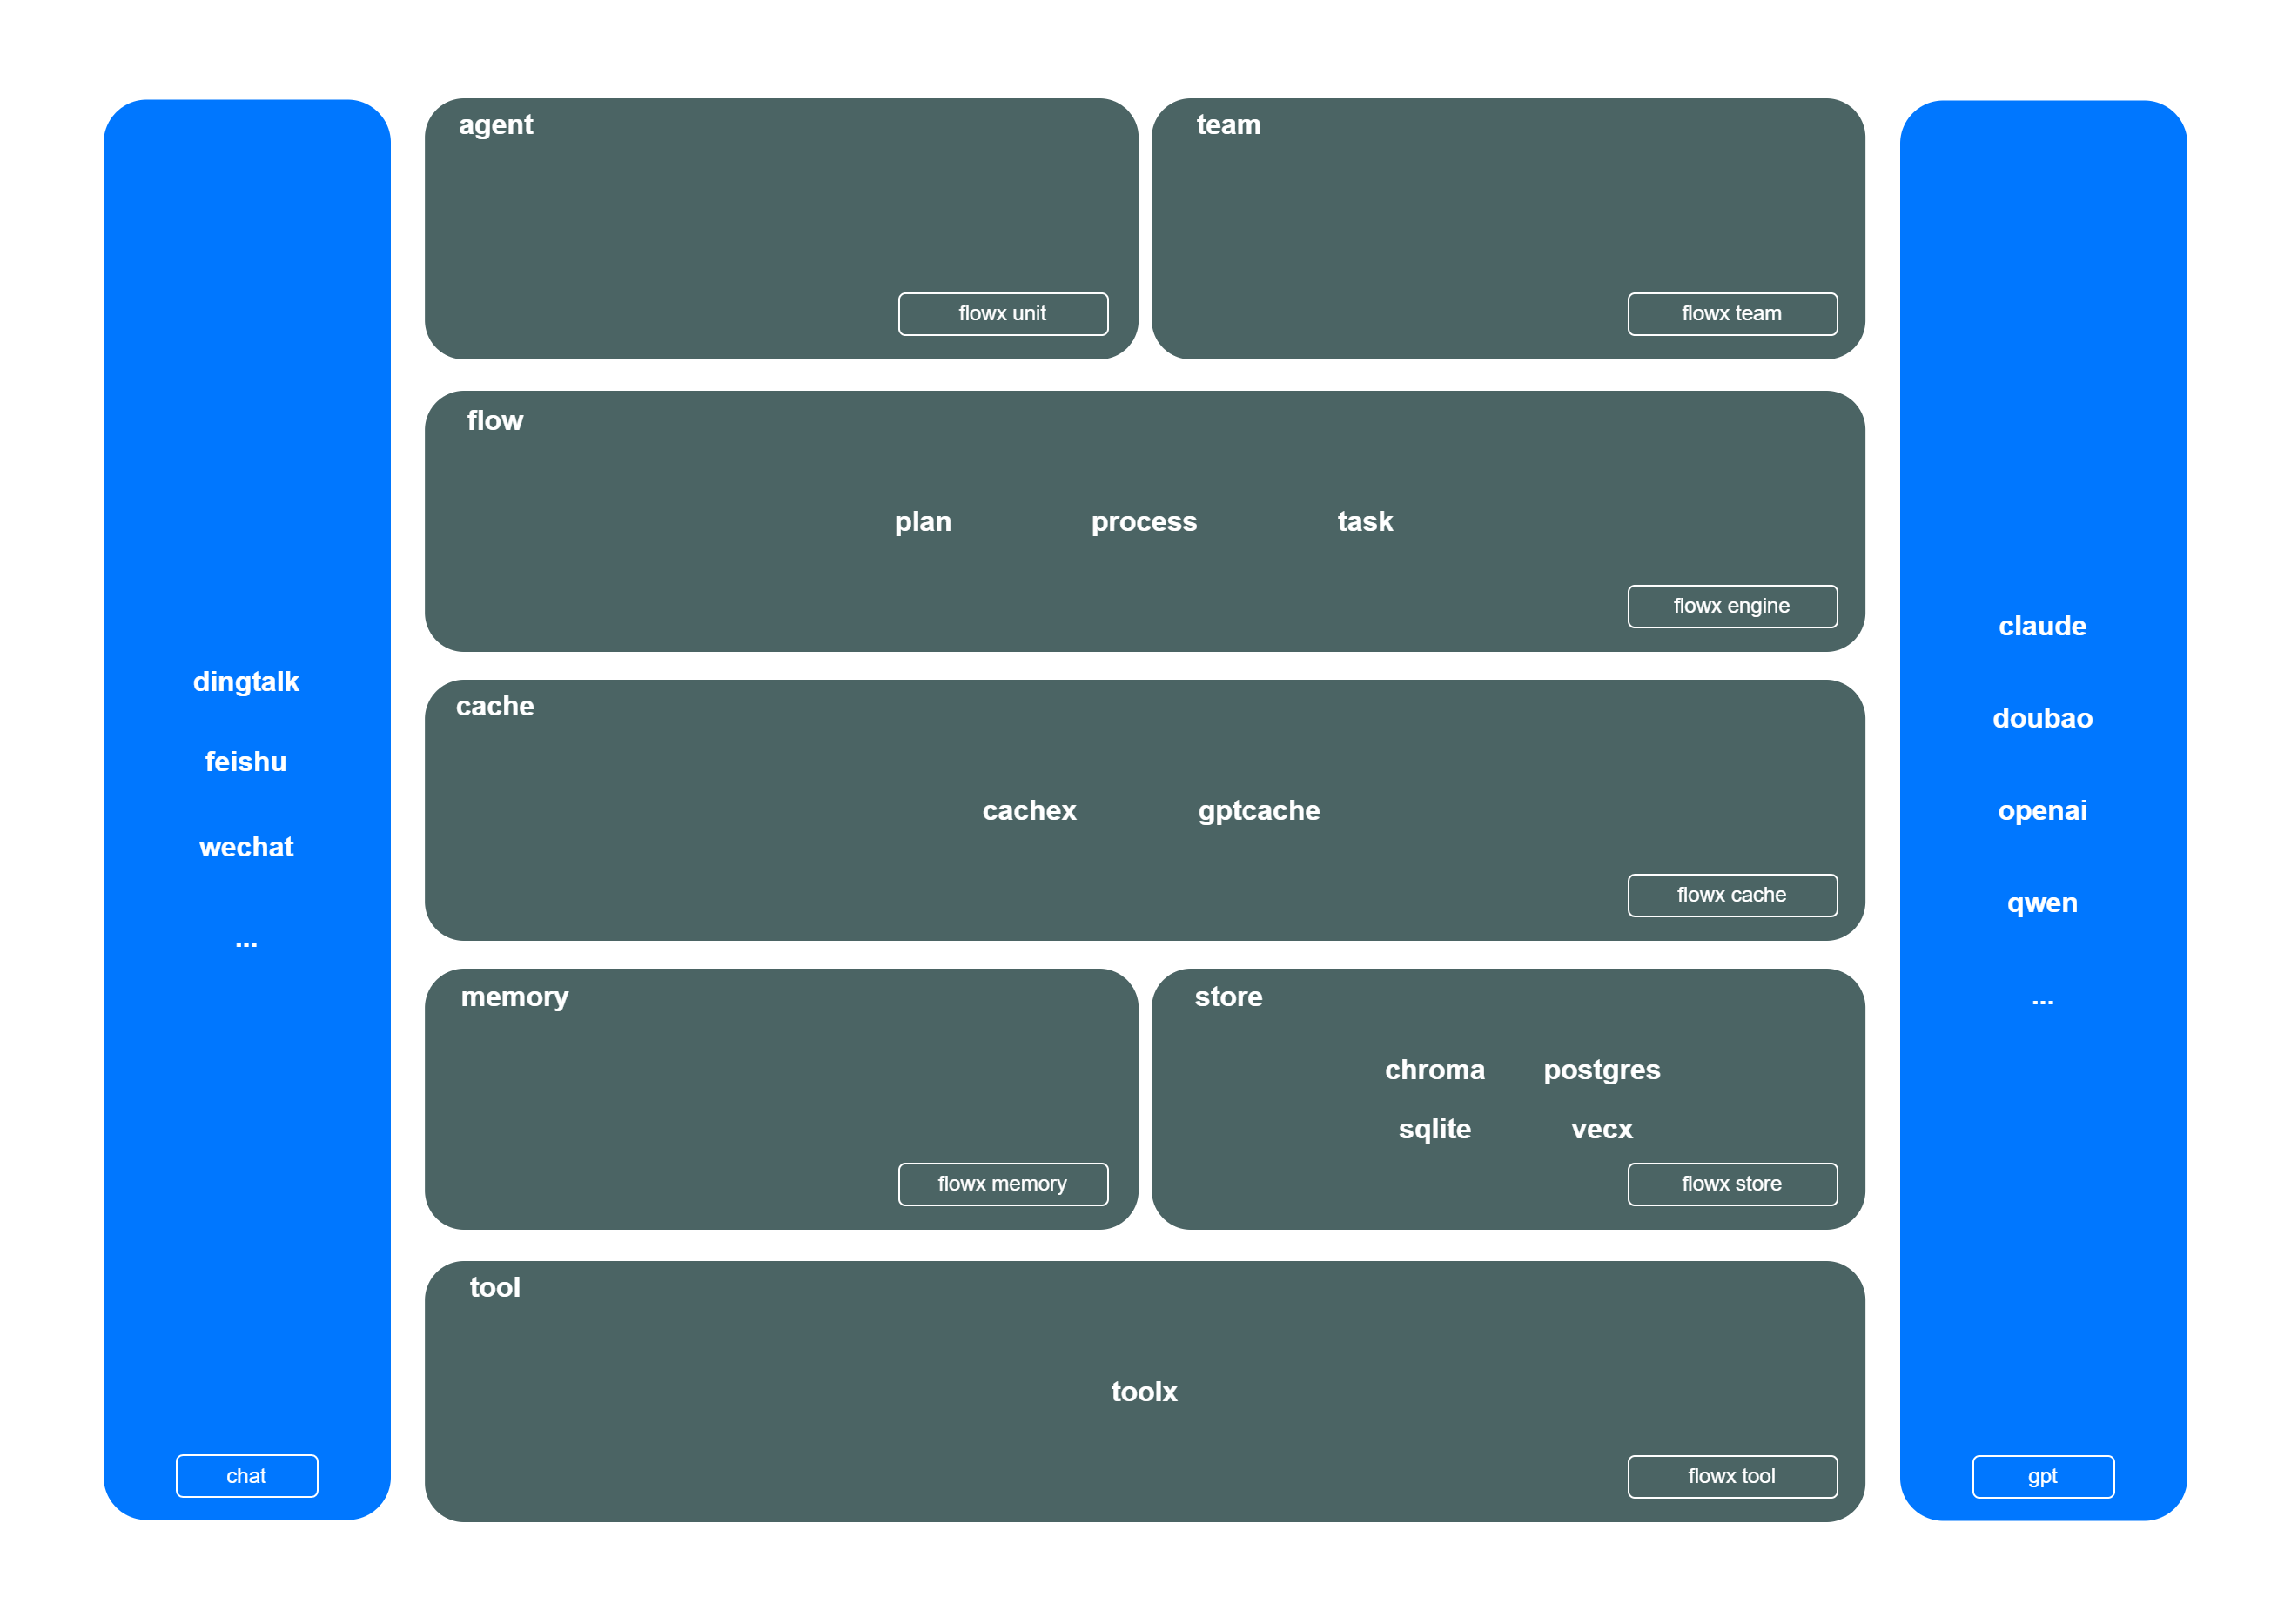 dingtalk
feishu
wechat
...
chat
agent
flowx unit
team
flowx team
flow
plan process task
flowx engine
cache
cachex gptcache
flowx cache
memory
flowx memory
store
chroma postgres
sqlite vecx
flowx store
tool
toolx
flowx tool
claude
doubao
openai
qwen
...
gpt